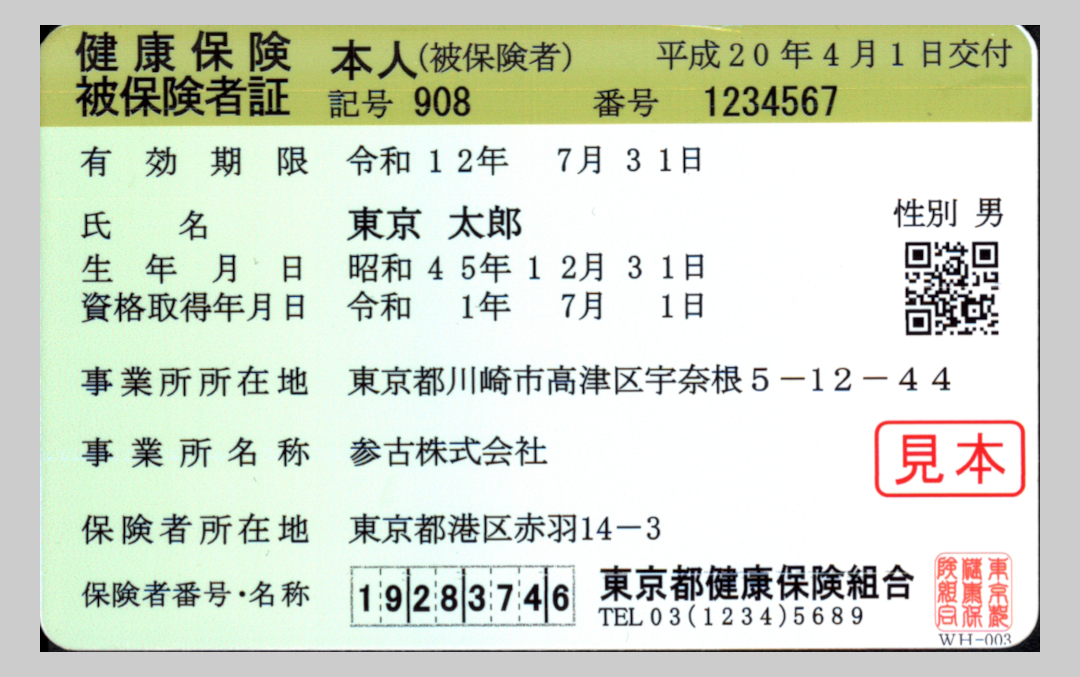 健康保険 本人(被保険者) 平成20年4月1日交付
被保険者証 記号 908 番号 1234567
有効期限 令和12年 7月31日
氏名 東京 太郎 性別 男
生年月日 昭和45年12月31日
資格取得年月日 令和 1年 7月 1日
事業所所在地 東京都川崎市高津区宇奈根5-12-44
事業所名称 参古株式会社
見本
保険者所在地 東京都港区赤羽14-3
保険者番号・名称 19283746 東京都健康保険組合
TEL 03(1234)5689
東京都健康保険組合
WH-003